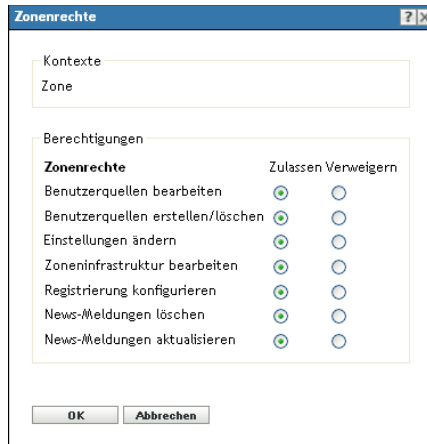 Zonenrechte ? X
Kontexte
Zone
Berechtigungen
Zonenrechte Zulassen Verweigern
Benutzerquellen bearbeiten
Benutzerquellen erstellen/löschen
Einstellungen ändern
Zoneninfrastruktur bearbeiten
Registrierung konfigurieren
News-Meldungen löschen
News-Meldungen aktualisieren
OK Abbrechen